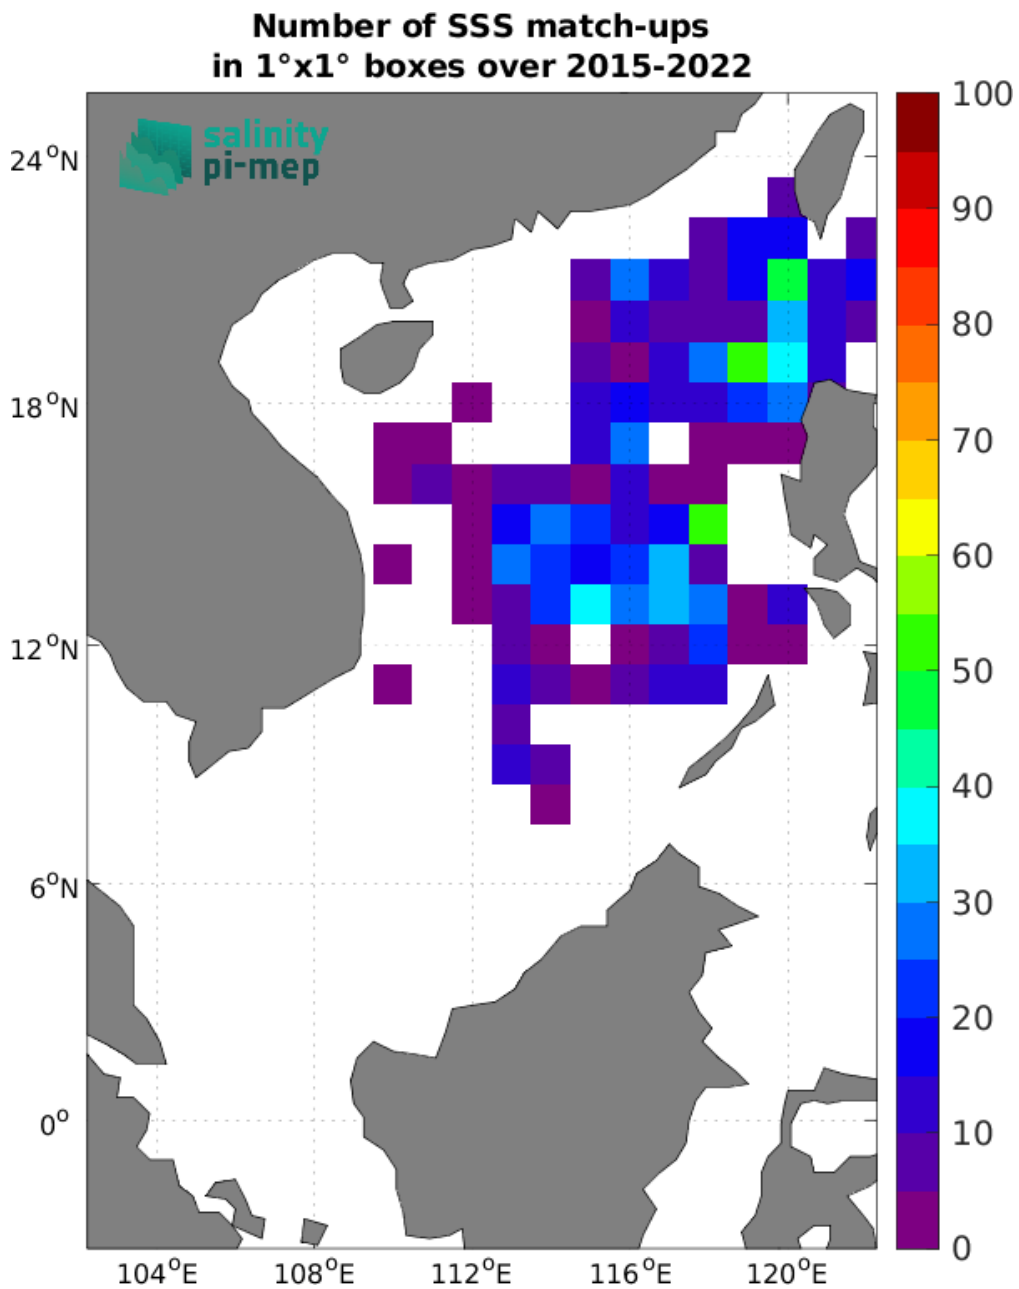 Number of SSS match-ups
in 1°x1° boxes over 2015-2022
salinity
pi-mep
24°N
18°N
12°N
6°N
0°
104°E
108°E
112°E
116°E
120°E
100
90
80
70
60
50
40
30
20
10
0